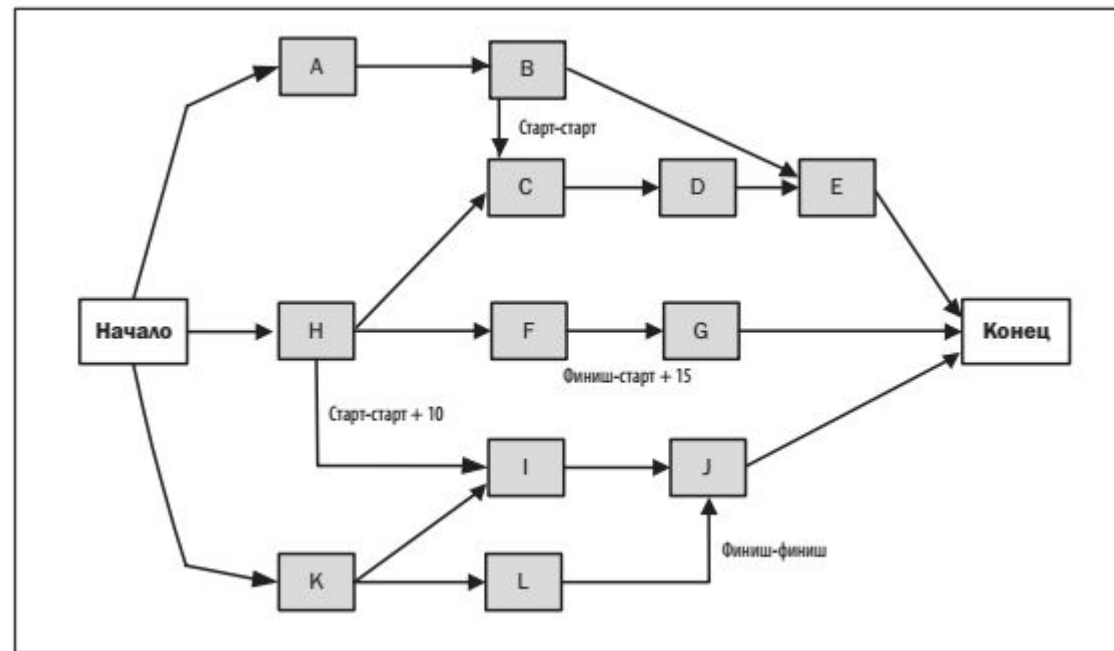 A
B
Старт-старт
C
D
E
Начало
H
F
G
Конец
Финиш-старт + 15
Старт-старт + 10
I
J
Финиш-финиш
K
L